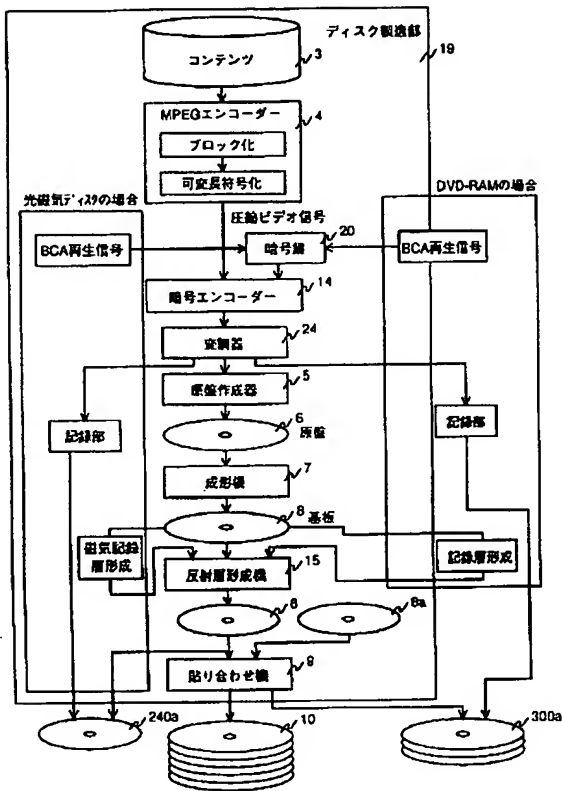 ディスク製造部
19
コンテンツ
3
MPEGエンコーダー
4
ブロック化
可変長符号化
光磁気ディスクの場合
DVD-RAMの場合
圧縮ビデオ信号
20
BCA再生信号
暗号鍵
BCA再生信号
暗号エンコーダー
14
変調器
24
原盤作成器
5
6
原盤
記録部
記録部
成形機
7
8
基板
磁気記録
層形成
反射層形成機
15
記録層形成
8
8a
貼り合わせ機
9
240a
10
300a